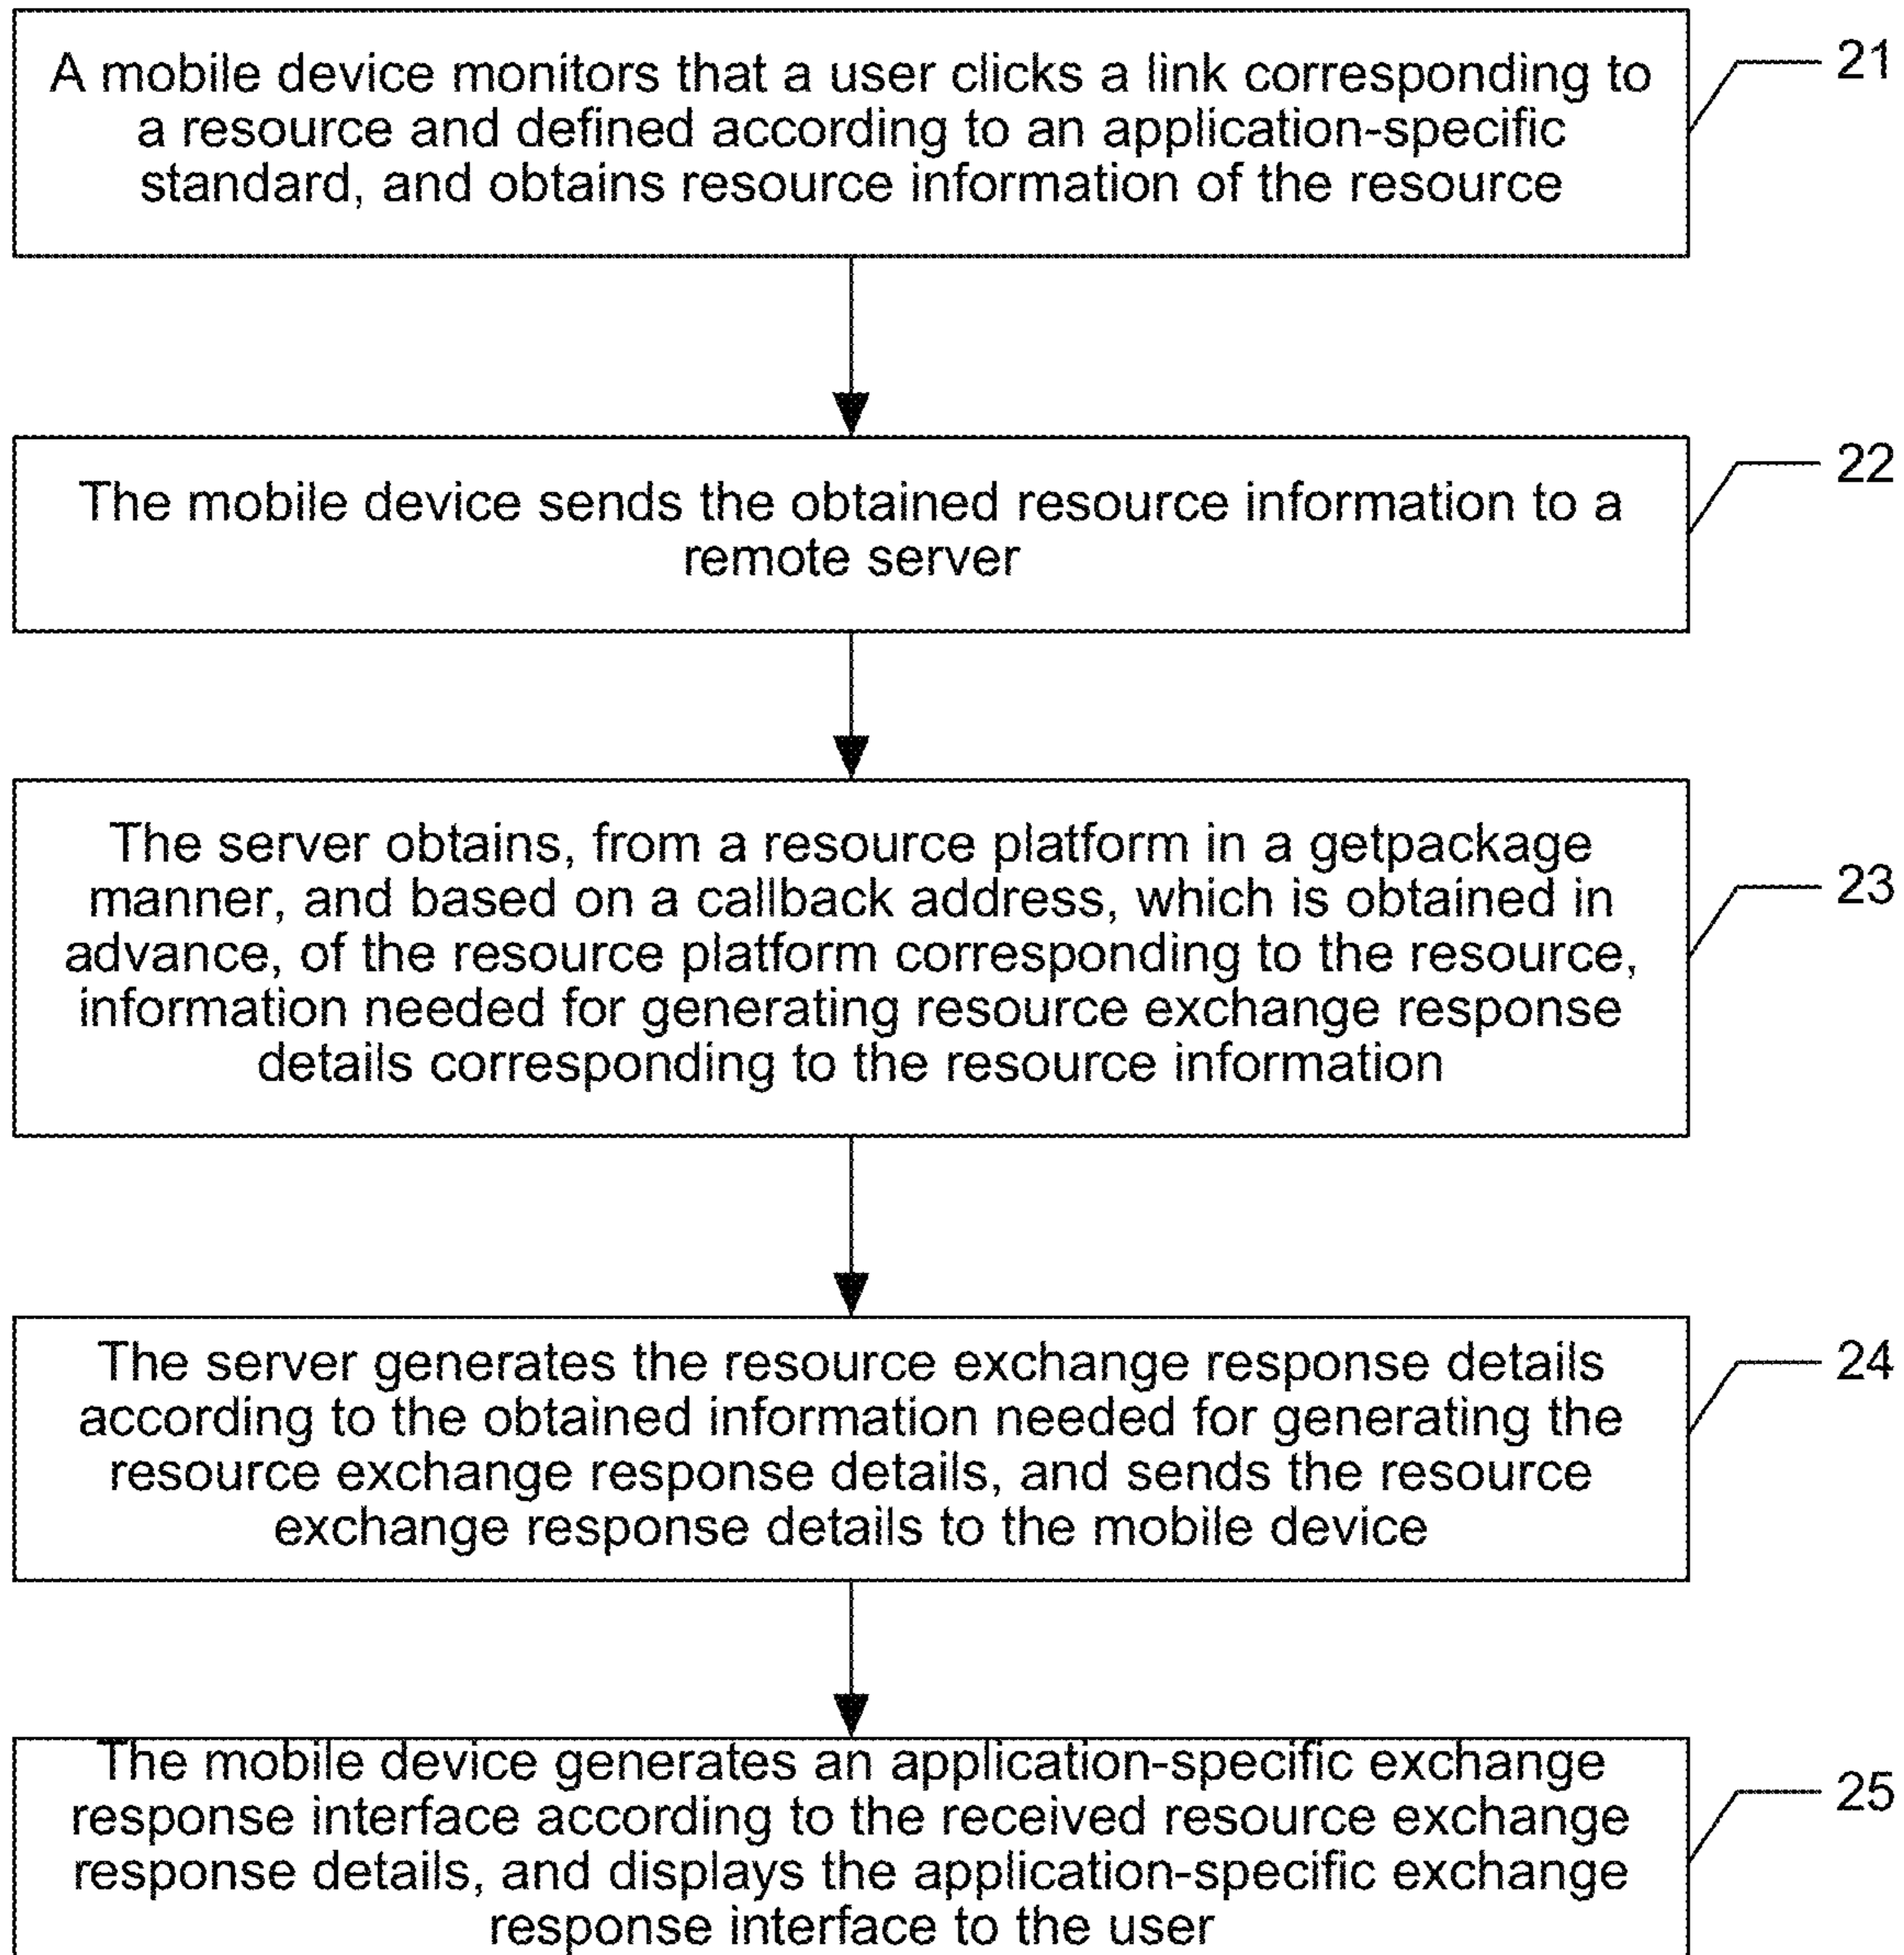 A mobile device monitors that a user clicks a link corresponding to
a resource and defined according to an application-specific
standard, and obtains resource information of the resource
21
The mobile device sends the obtained resource information to a
remote server
22
The server obtains, from a resource platform in a getpackage
manner, and based on a callback address, which is obtained in
advance, of the resource platform corresponding to the resource,
information needed for generating resource exchange response
details corresponding to the resource information
23
The server generates the resource exchange response details
according to the obtained information needed for generating the
resource exchange response details, and sends the resource
exchange response details to the mobile device
24
The mobile device generates an application-specific exchange
response interface according to the received resource exchange
response details, and displays the application-specific exchange
response interface to the user
25